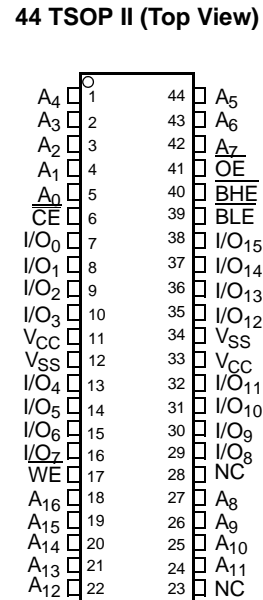 44 TSOP II (Top View)
A4 1 44 A5
A3 2 43 A6
A2 3 42 A7
A1 4 41 OE
A0 5 40 BHE
CE 6 39 BLE
I/O0 7 38 I/O15
I/O1 8 37 I/O14
I/O2 9 36 I/O13
I/O3 10 35 I/O12
VCC 11 34 VSS
VSS 12 33 VCC
I/O4 13 32 I/O11
I/O5 14 31 I/O10
I/O6 15 30 I/O9
I/O7 16 29 I/O8
WE 17 28 NC
A16 18 27 A8
A15 19 26 A9
A14 20 25 A10
A13 21 24 A11
A12 22 23 NC